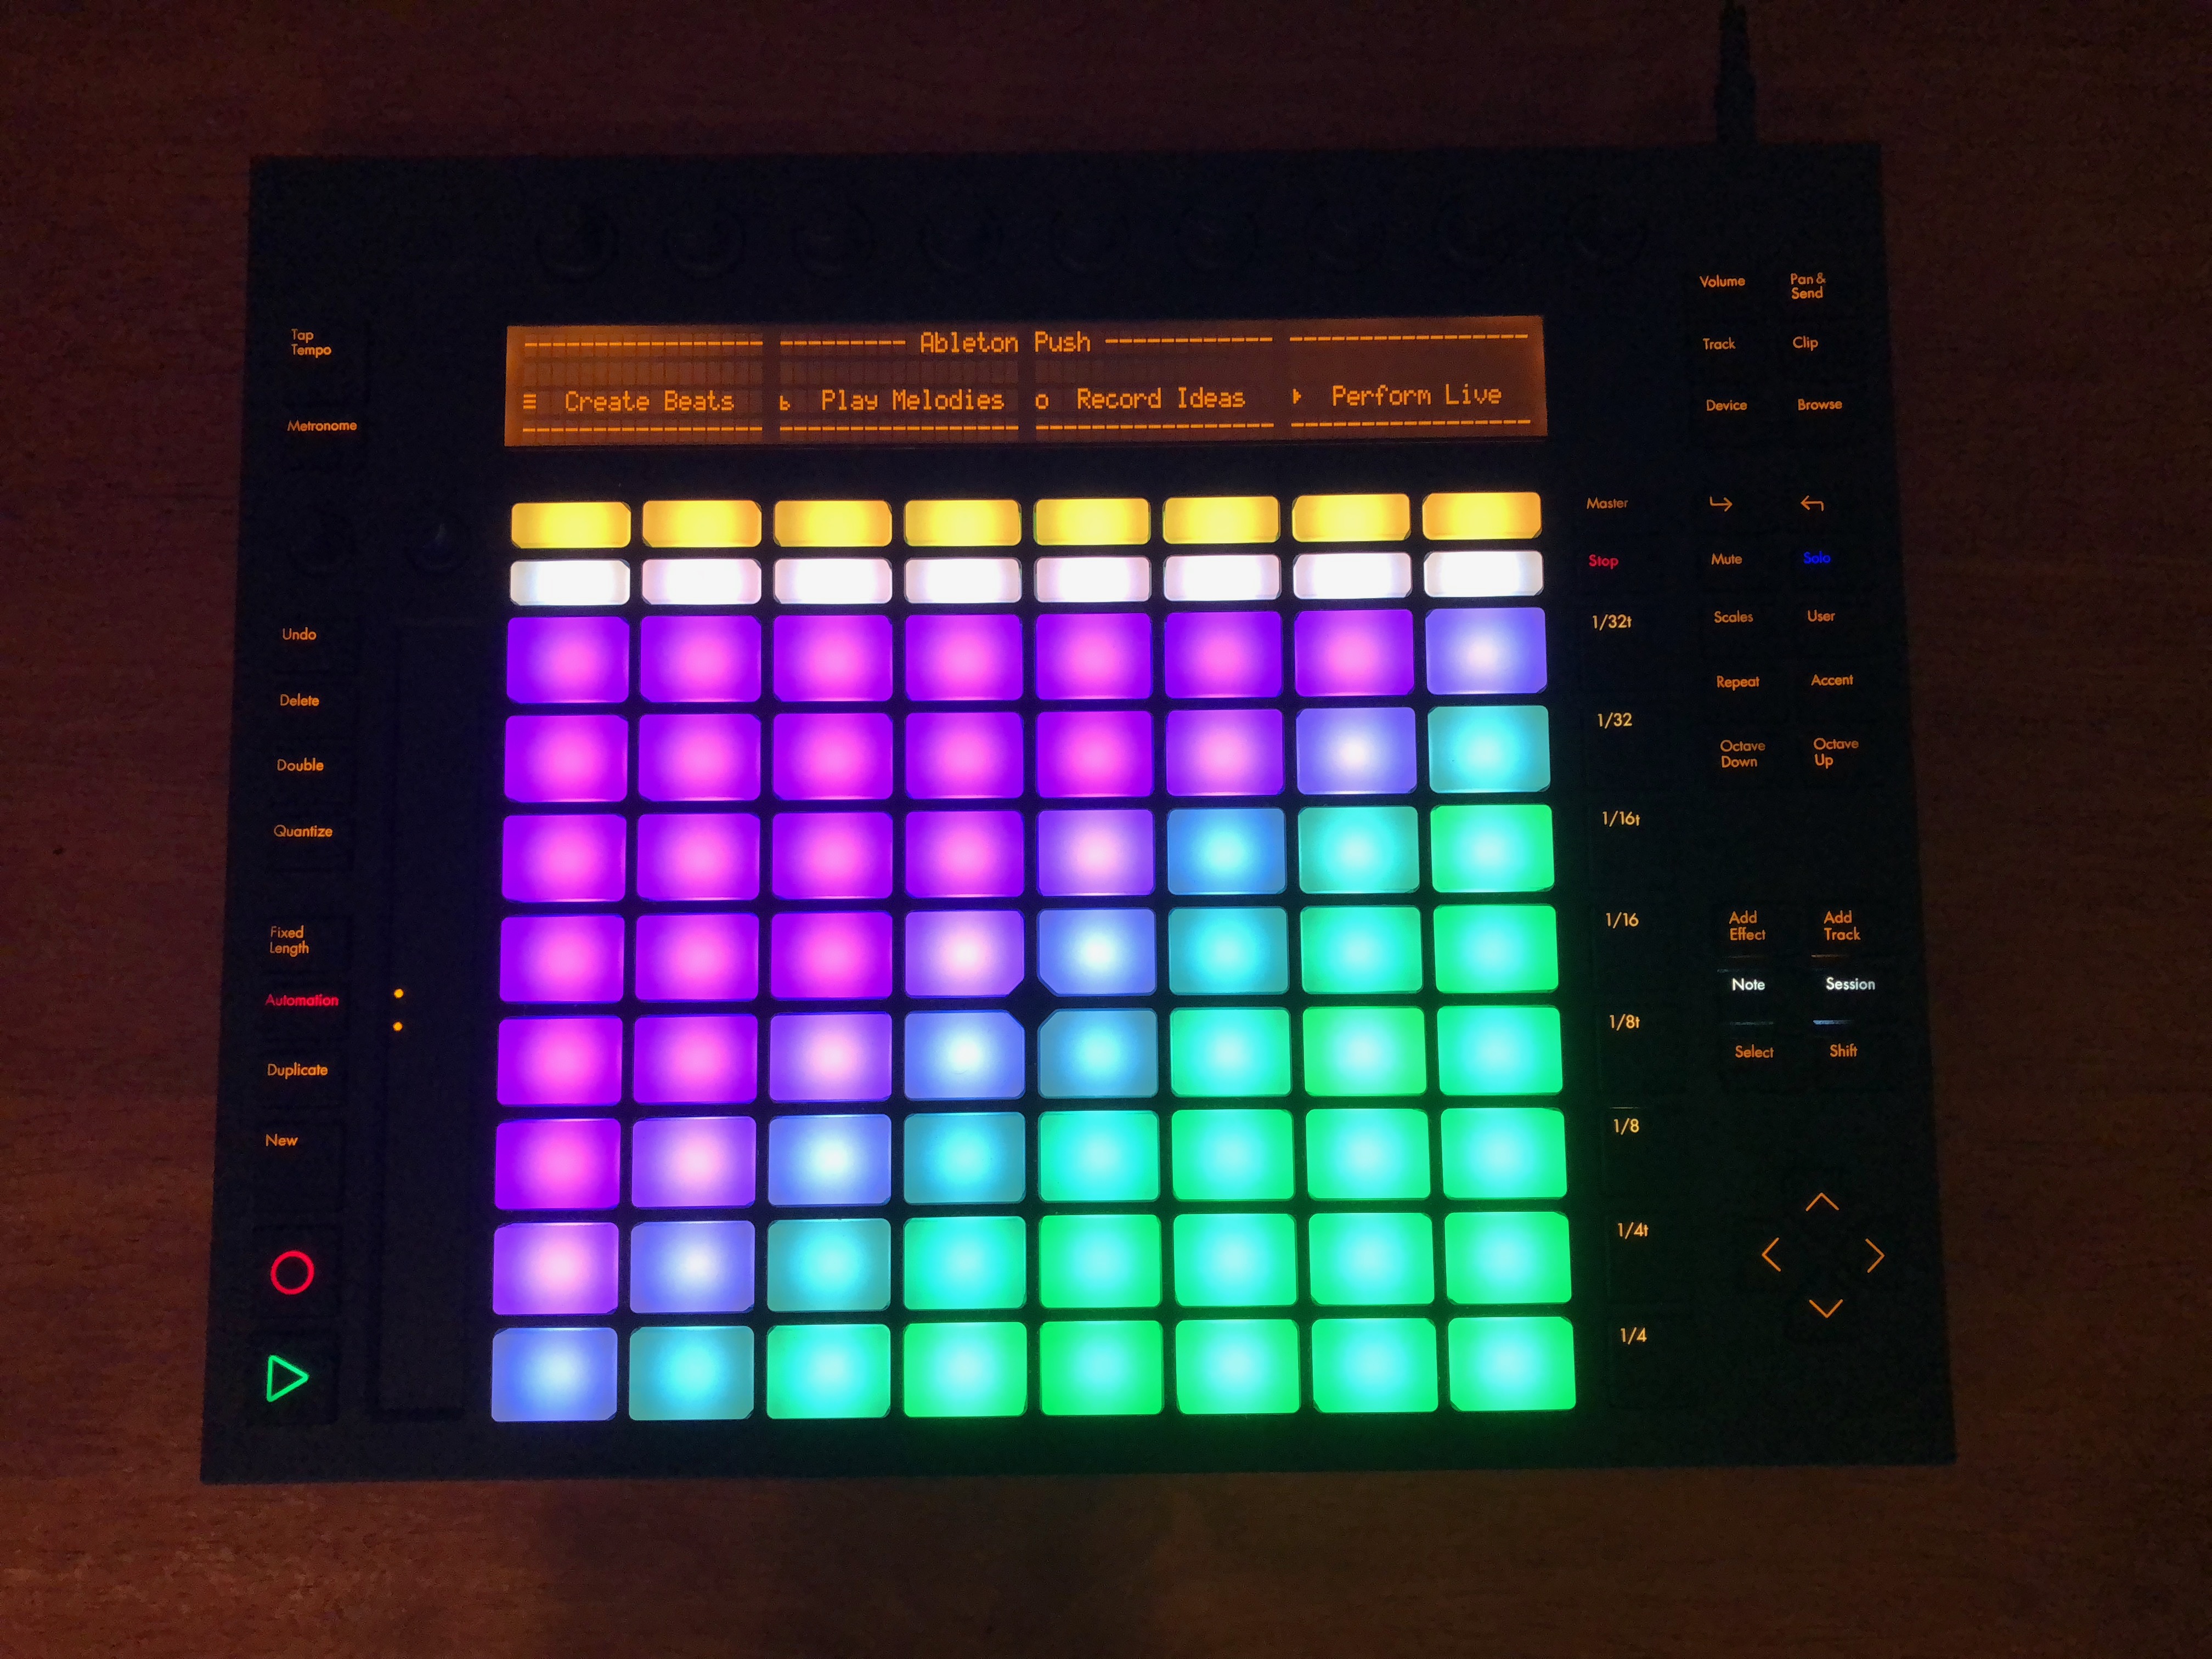 Volume
Pan &
Send
Tap
Tempo
Ableton Push
Track
Clip
Create Beats
Play Melodies
Record Ideas
Perform Live
Device
Browse
Metronome
Master
Stop
Mute
Solo
Undo
1/32t
Scales
User
Delete
Repeat
Accent
1/32
Octave
Down
Octave
Up
Double
Quantize
1/16t
Fixed
Length
1/16
Add
Effect
Add
Track
Automation
Note
Session
1/8t
Select
Shift
Duplicate
New
1/8
1/4t
1/4